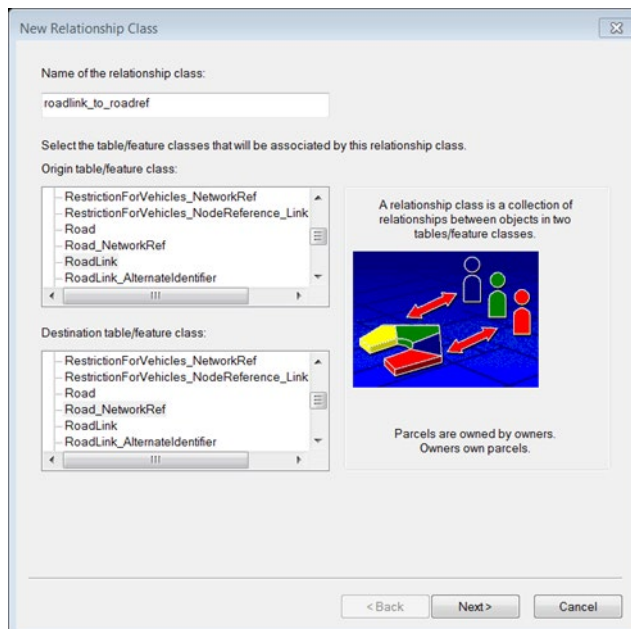 New Relationship Class
Name of the relationship class:
roadlink_to_roadref
Select the table/feature classes that will be associated by this relationship class.
Origin table/feature class:
RestrictionForVehicles_NetworkRef
RestrictionForVehicles_NodeReference_Link
Road
Road_NetworkRef
RoadLink
RoadLink_AlternateIdentifier
A relationship class is a collection of
relationships between objects in two
tables/feature classes.
Destination table/feature class:
RestrictionForVehicles_NetworkRef
RestrictionForVehicles_NodeReference_Link
Road
Road_NetworkRef
RoadLink
RoadLink_AlternateIdentifier
Parcels are owned by owners.
Owners own parcels.
< Back
Next >
Cancel